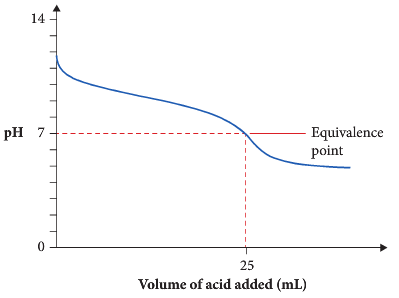 14
pH
7
Equivalence
point
0
25
Volume of acid added (mL)